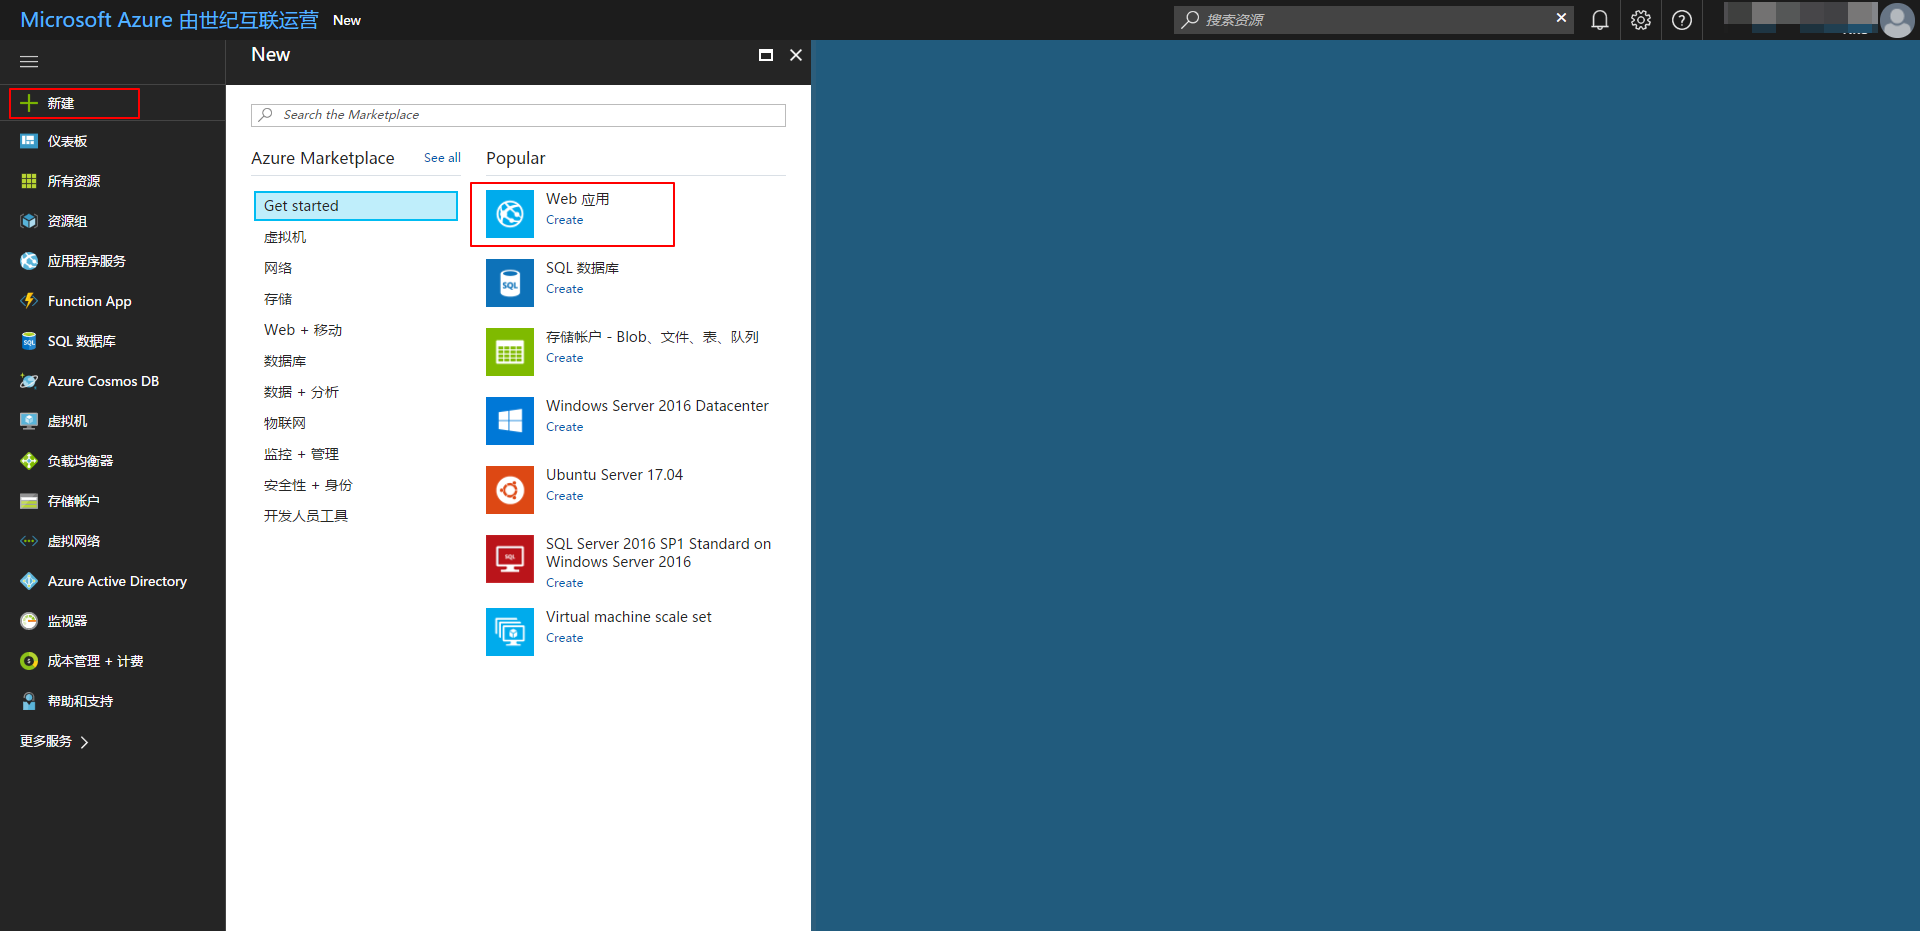 Microsoft Azure 由世纪互联运营 New
搜索资源
新建
仪表板
所有资源
资源组
应用程序服务
Function App
SQL 数据库
Azure Cosmos DB
虚拟机
负载均衡器
存储帐户
虚拟网络
Azure Active Directory
监视器
成本管理 + 计费
帮助和支持
更多服务
New
Search the Marketplace
Azure Marketplace See all
Get started
虚拟机
网络
存储
Web + 移动
数据库
数据 + 分析
物联网
监控 + 管理
安全性 + 身份
开发人员工具
Popular
Web 应用
Create
SQL 数据库
Create
存储帐户 - Blob、文件、表、队列
Create
Windows Server 2016 Datacenter
Create
Ubuntu Server 17.04
Create
SQL Server 2016 SP1 Standard on
Windows Server 2016
Create
Virtual machine scale set
Create